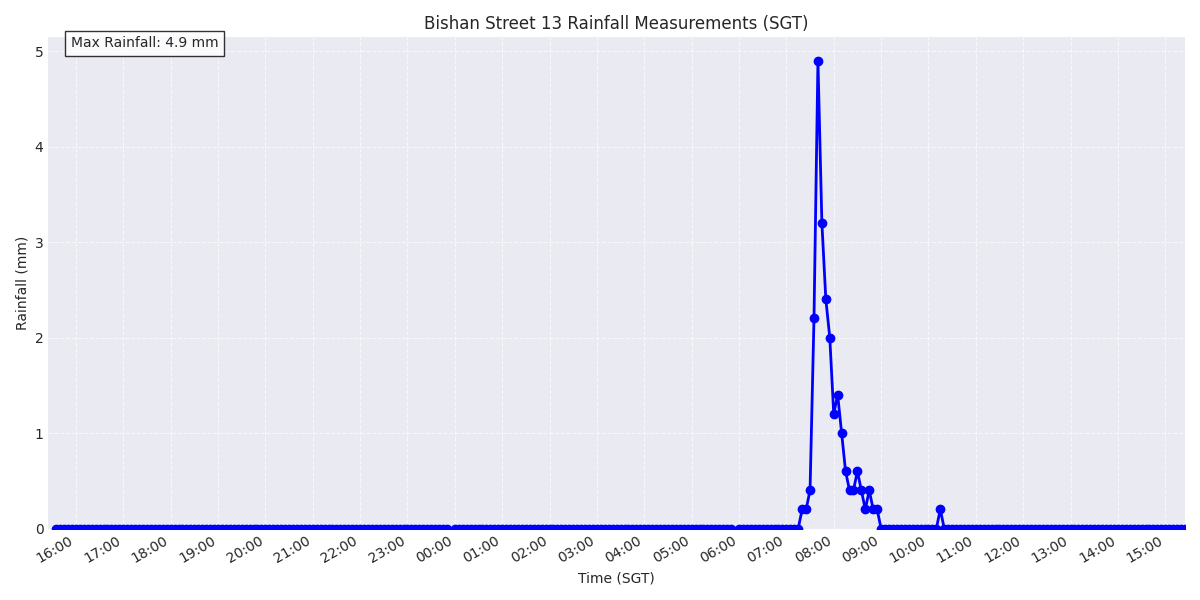 Bishan Street 13 Rainfall Measurements (SGT)
Max Rainfall: 4.9 mm
5
4
3
2
1
0
Rainfall (mm)
16:00 17:00 18:00 19:00 20:00 21:00 22:00 23:00 00:00 01:00 02:00 03:00 04:00 05:00 06:00 07:00 08:00 09:00 10:00 11:00 12:00 13:00 14:00 15:00
Time (SGT)